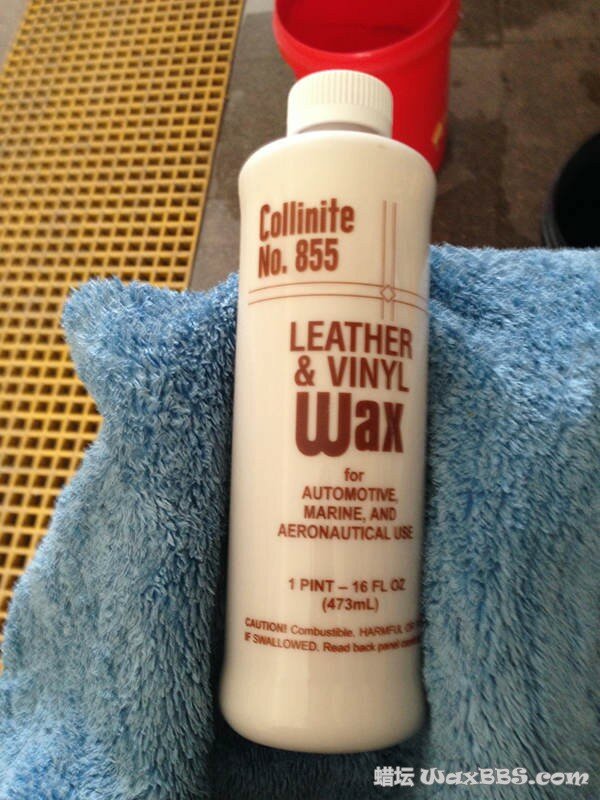 Collinite
No. 855
LEATHER
& VINYL
Wax
for
AUTOMOTIVE,
MARINE, AND
AERONAUTICAL USE
1 PINT – 16 FL OZ
(473mL)
CAUTION! Combustible. HARMFUL OR
IF SWALLOWED. Read back panel
蜡坛 WaxBBS.com